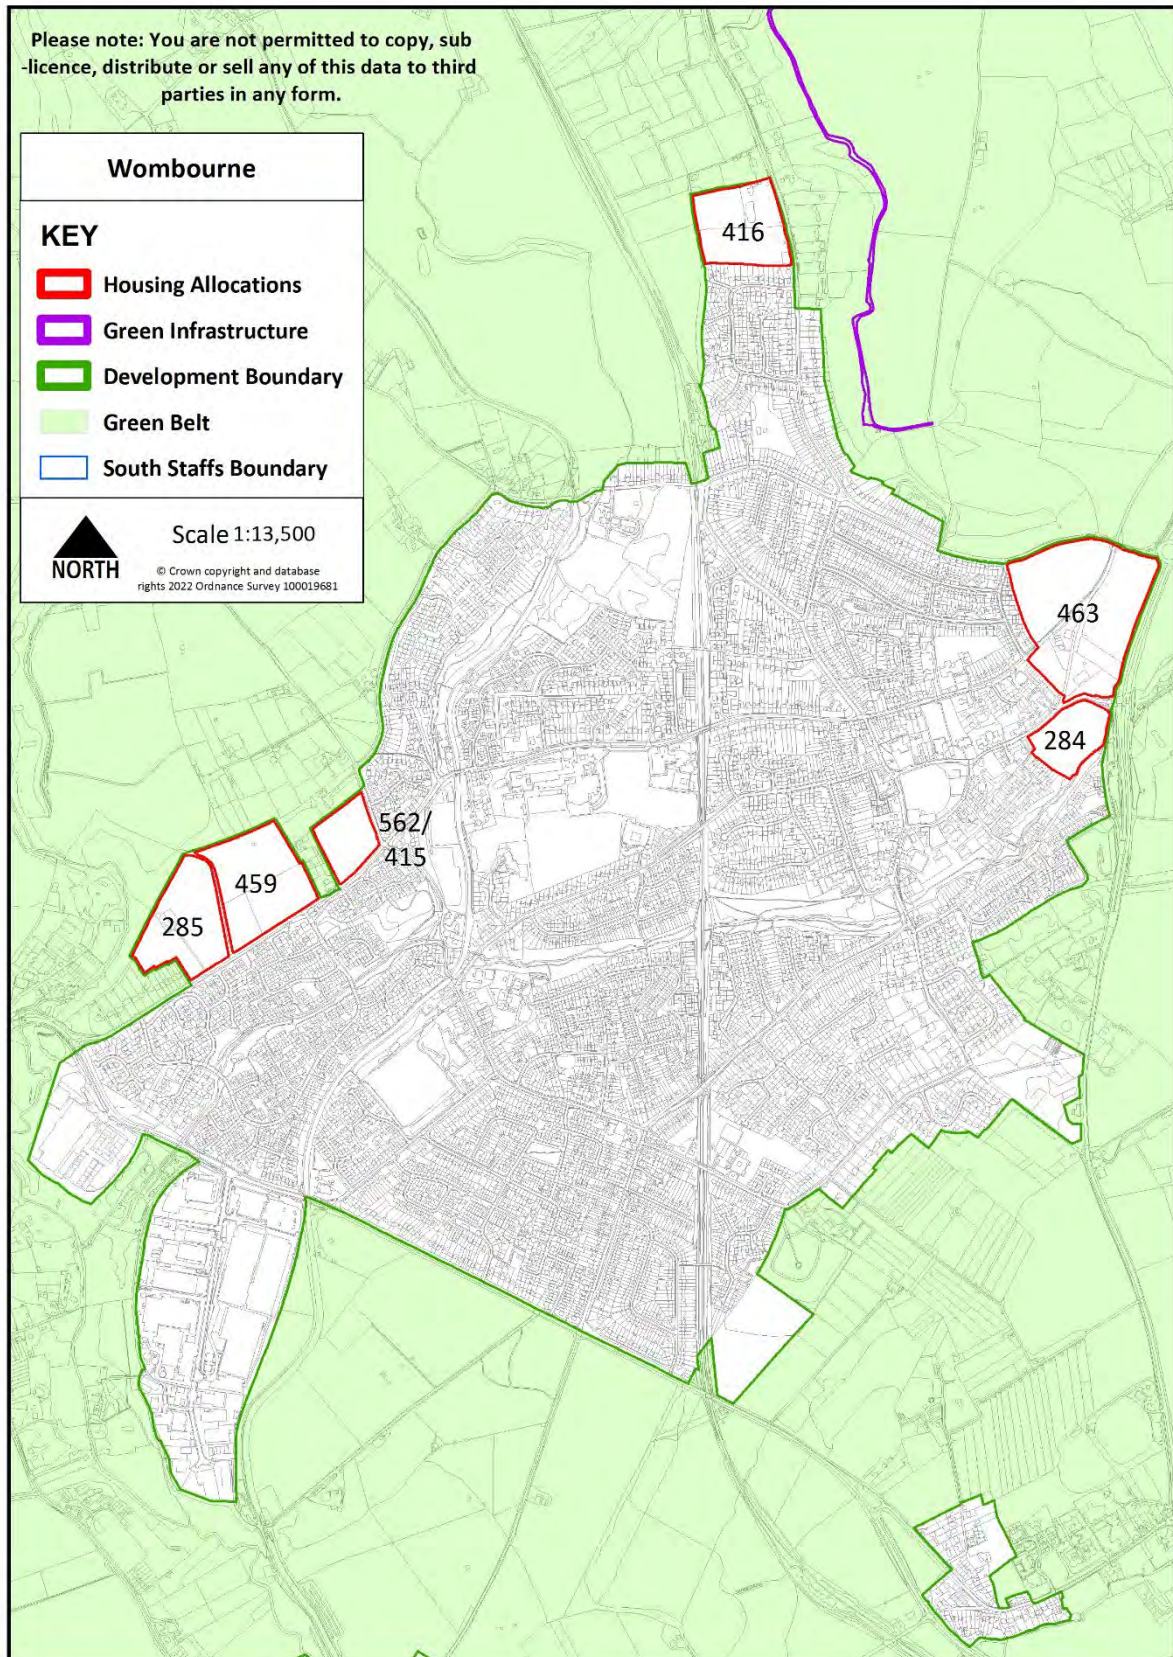 Please note: You are not permitted to copy, sub
-licence, distribute or sell any of this data to third
parties in any form.
Wombourne
KEY
Housing Allocations
Green Infrastructure
Development Boundary
Green Belt
South Staffs Boundary
NORTH
Scale 1:13,500
© Crown copyright and database
rights 2022 Ordnance Survey 100019681
416
463
284
562/
415
459
285